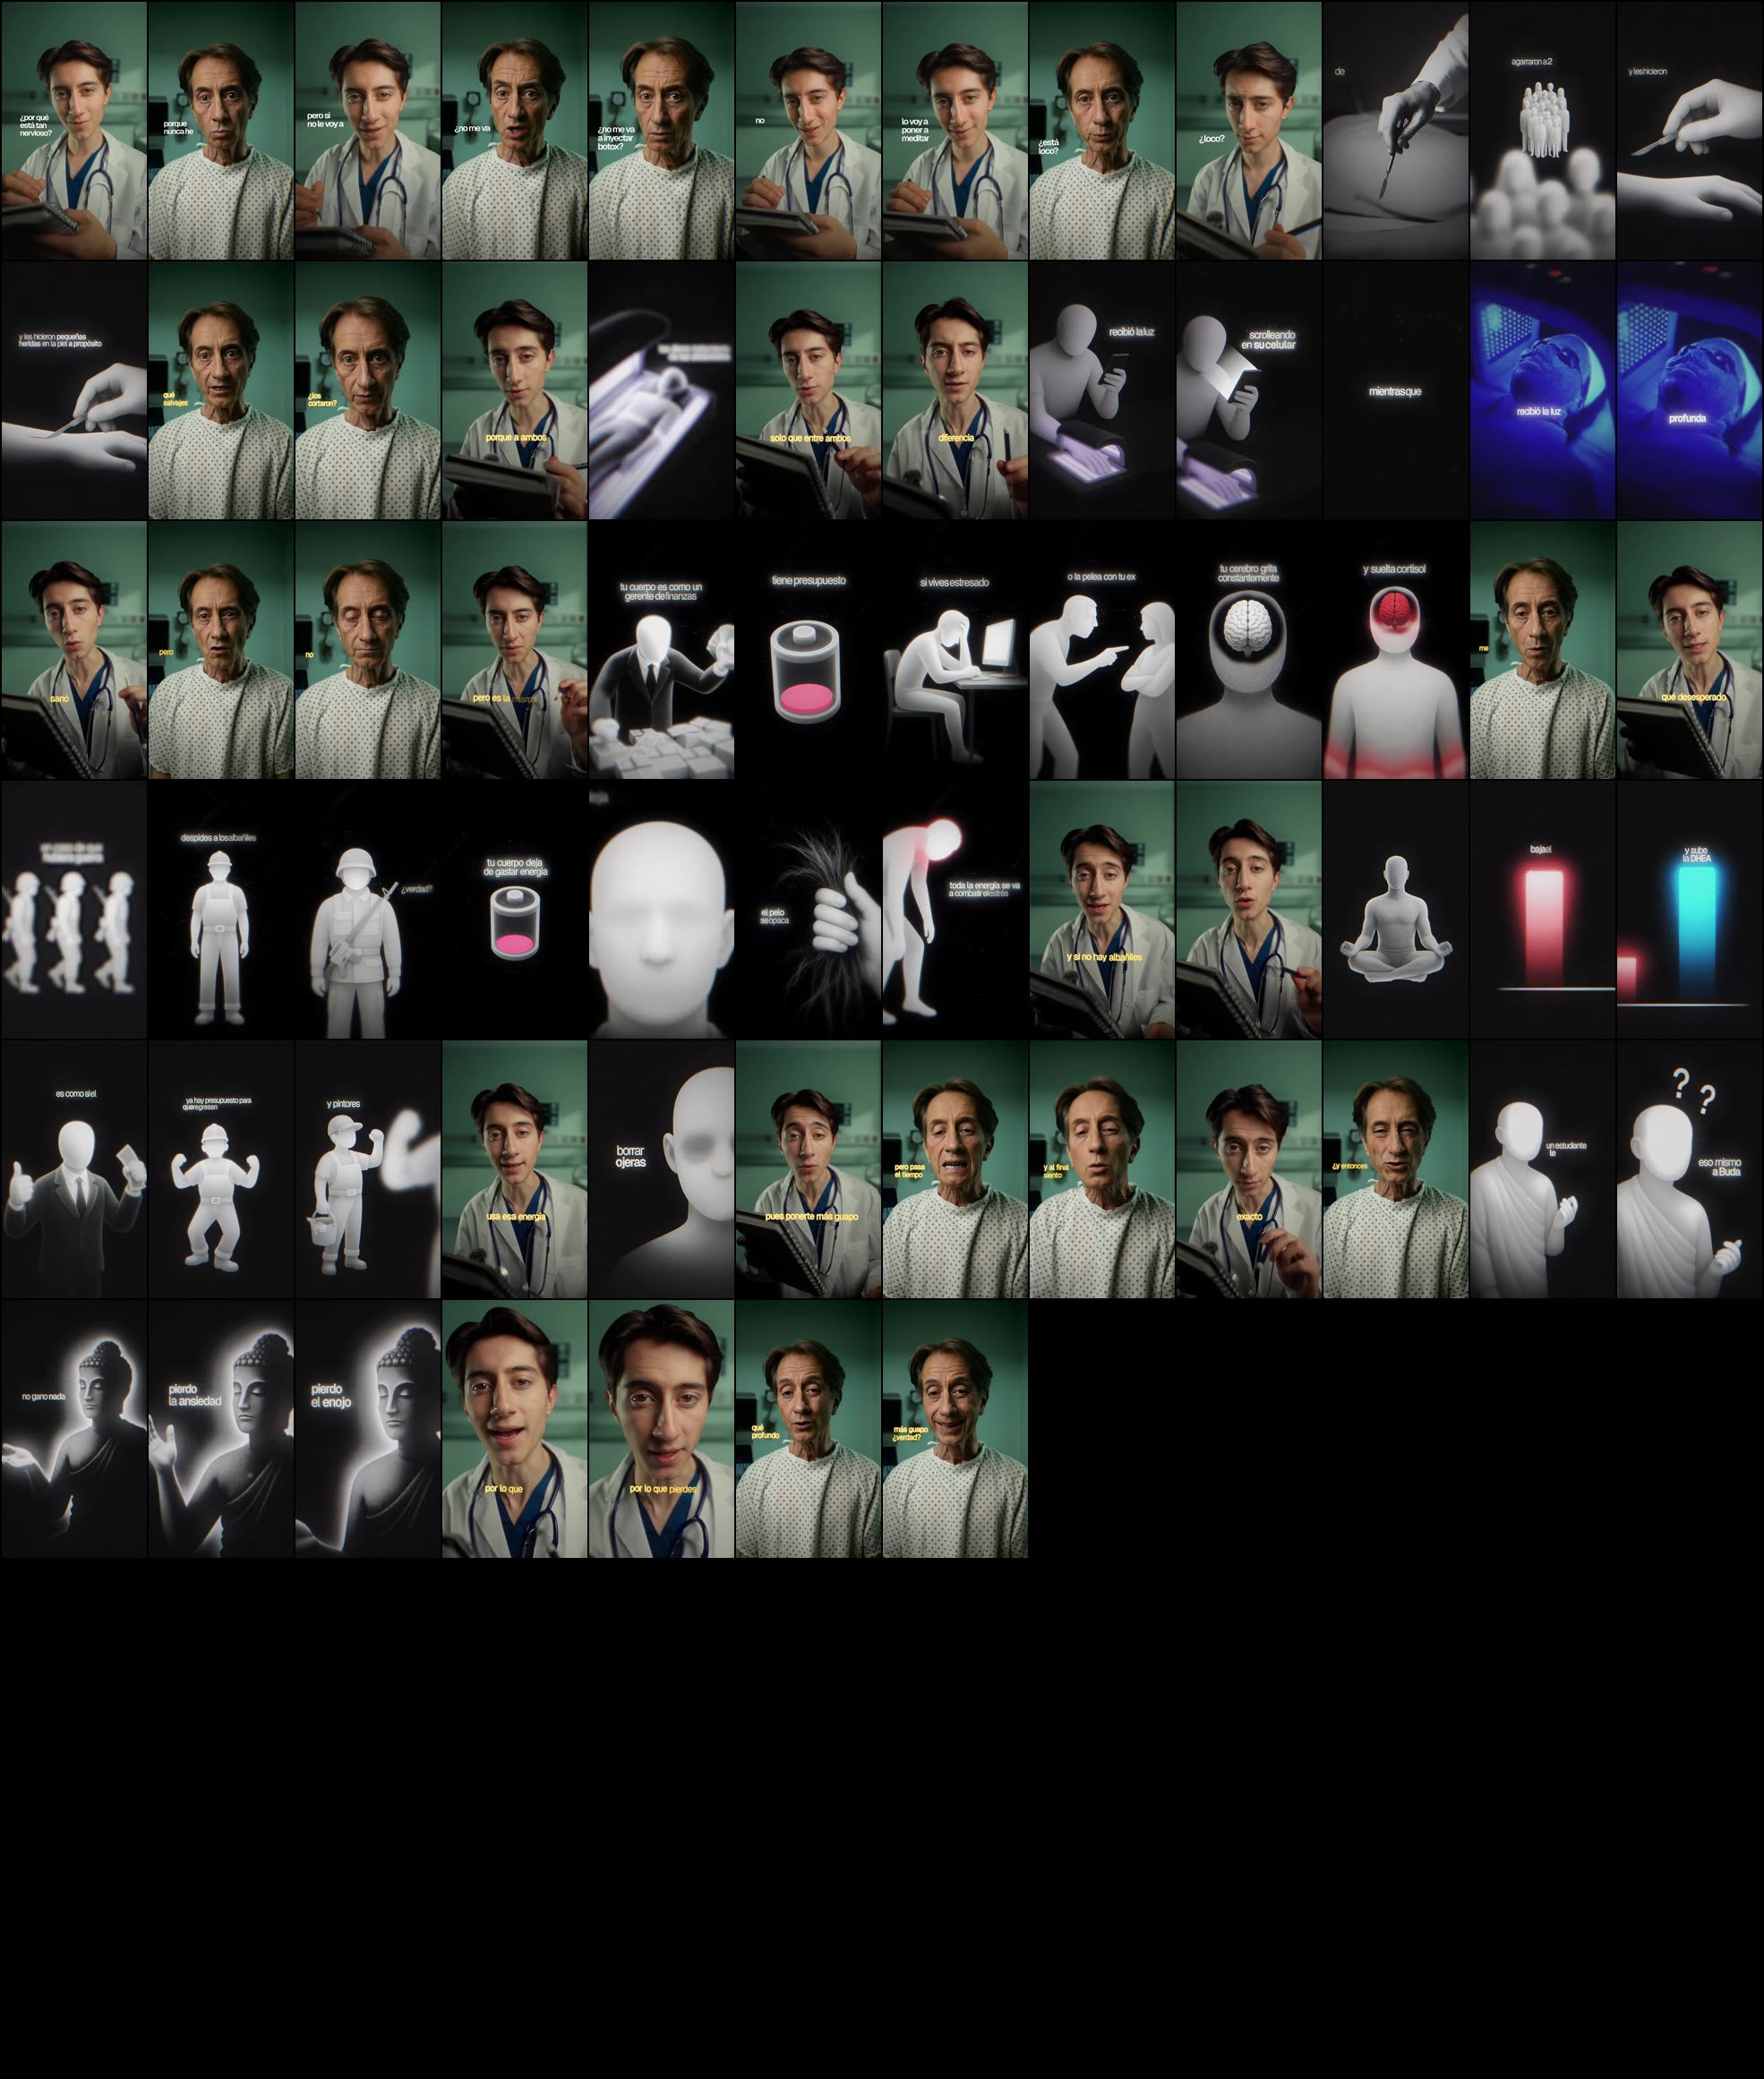 ¿por qué
está tan
nervioso?
porque
nunca he
pero si
no le voy a
¿no me va
¿no me va
a inyectar
botox?
no
lo voy a
poner a
meditar
¿está
loco?
¿loco?
de
agarraron a 2
y les hicieron
y les hicieron pequeñas
heridas en la piel a propósito
qué
salvajes
¿los
cortaron?
porque a ambos
solo que entre ambos
diferencia
recibió la luz
scrolleando
en su celular
mientras que
recibió la luz
profunda
sanó
pero
no
pero es la misma
tu cuerpo es como un
gerente de finanzas
tiene presupuesto
si vives estresado
o la pelea con tu ex
tu cerebro grita
constantemente
y suelta cortisol
me
qué desesperado
despides a los albañiles
¿verdad?
tu cuerpo deja
de gastar energía
el pelo
se opaca
toda la energía se va
a combatir el estrés
y si no hay albañiles
baja el
y sube
la DHEA
es como si el
ya hay presupuesto para
que regresen
y pintores
usa esa energía
borrar
ojeras
pues ponerte más guapo
pero pasa
el tiempo
y al final
siento
exacto
¿y entonces
un estudiante
le
eso mismo
a Buda
? ?
no gano nada
pierdo
la ansiedad
pierdo
el enojo
por lo que
por lo que pierdes
qué
profundo
más guapo
¿verdad?